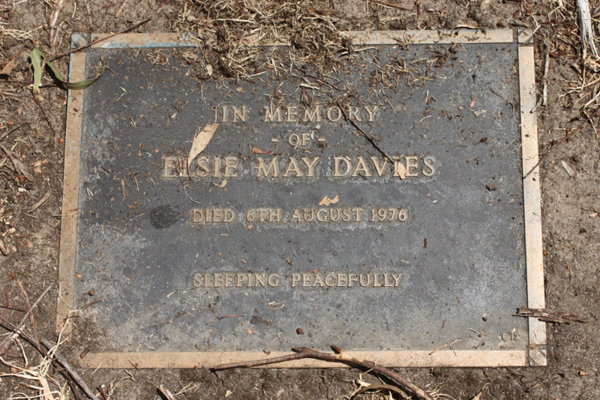 IN MEMORY
- OF -
ELSIE MAY DAVIES
DIED 6TH AUGUST 1976
SLEEPING PEACEFULLY